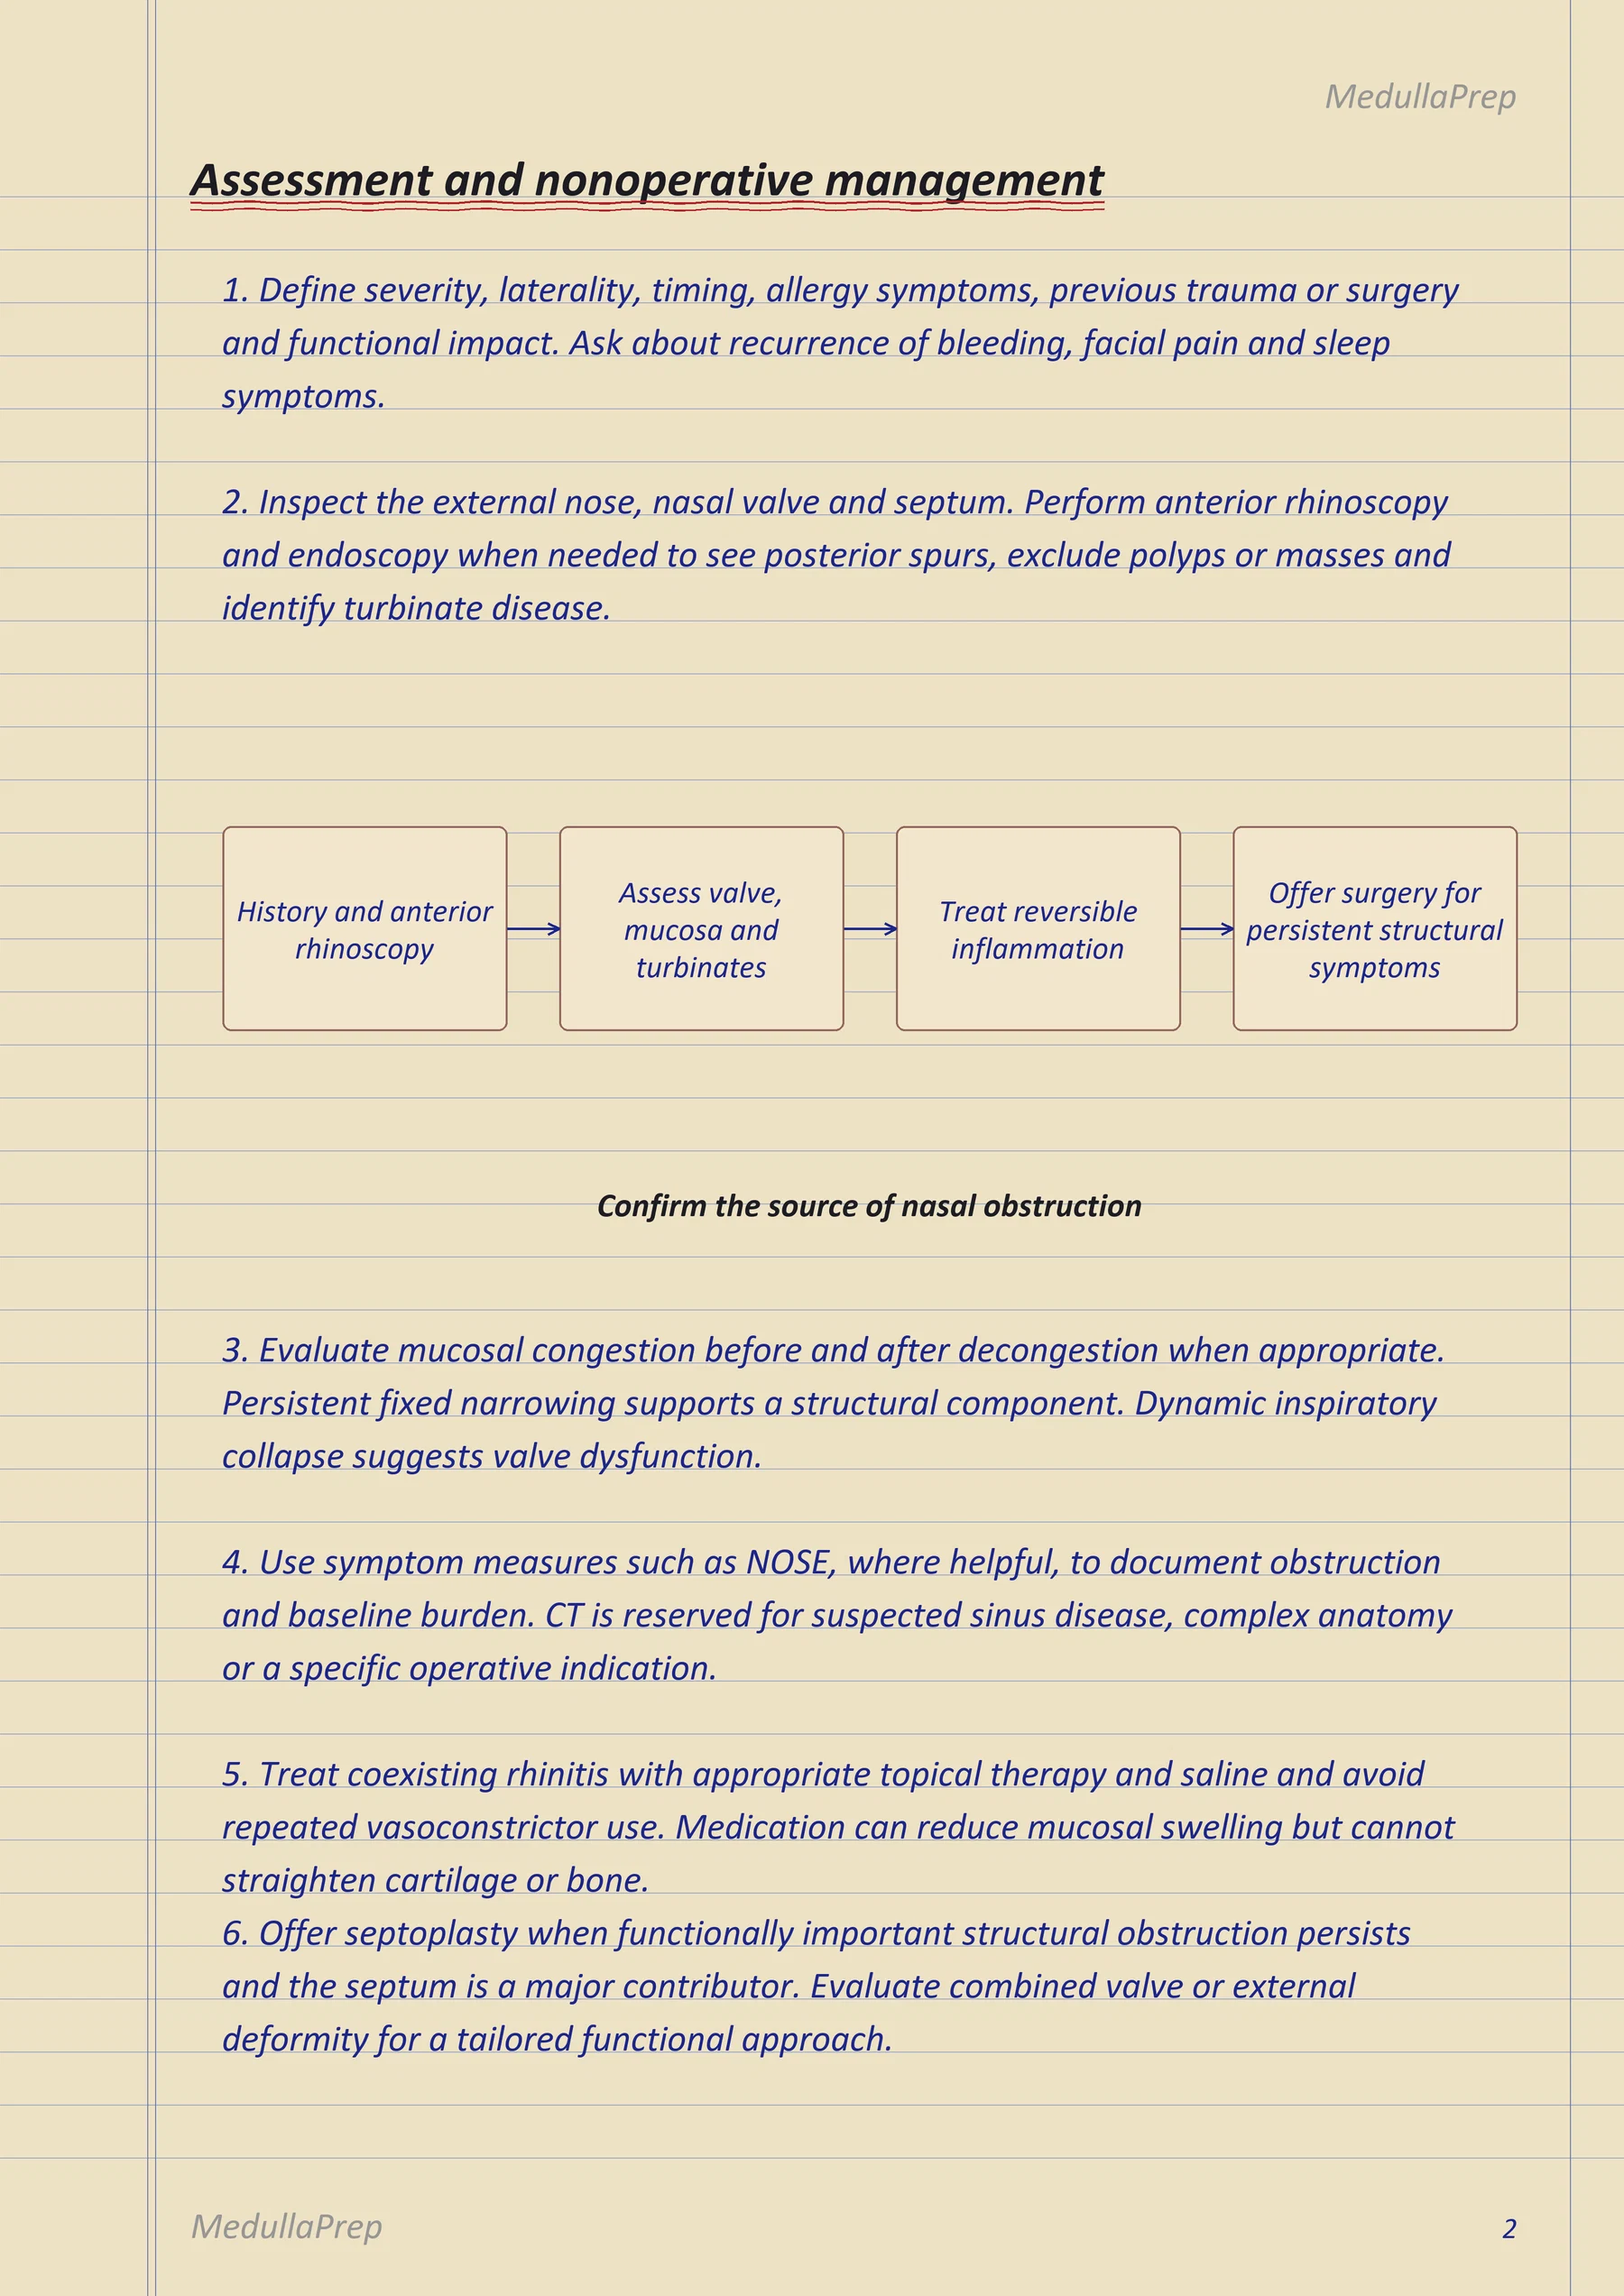 MedullaPrep
Assessment and nonoperative management
1. Define severity, laterality, timing, allergy symptoms, previous trauma or surgery
and functional impact. Ask about recurrence of bleeding, facial pain and sleep
symptoms.
2. Inspect the external nose, nasal valve and septum. Perform anterior rhinoscopy
and endoscopy when needed to see posterior spurs, exclude polyps or masses and
identify turbinate disease.
History and anterior
rhinoscopy
Assess valve,
mucosa and
turbinates
Treat reversible
inflammation
Offer surgery for
persistent structural
symptoms
Confirm the source of nasal obstruction
3. Evaluate mucosal congestion before and after decongestion when appropriate.
Persistent fixed narrowing supports a structural component. Dynamic inspiratory
collapse suggests valve dysfunction.
4. Use symptom measures such as NOSE, where helpful, to document obstruction
and baseline burden. CT is reserved for suspected sinus disease, complex anatomy
or a specific operative indication.
5. Treat coexisting rhinitis with appropriate topical therapy and saline and avoid
repeated vasoconstrictor use. Medication can reduce mucosal swelling but cannot
straighten cartilage or bone.
6. Offer septoplasty when functionally important structural obstruction persists
and the septum is a major contributor. Evaluate combined valve or external
deformity for a tailored functional approach.
MedullaPrep
2